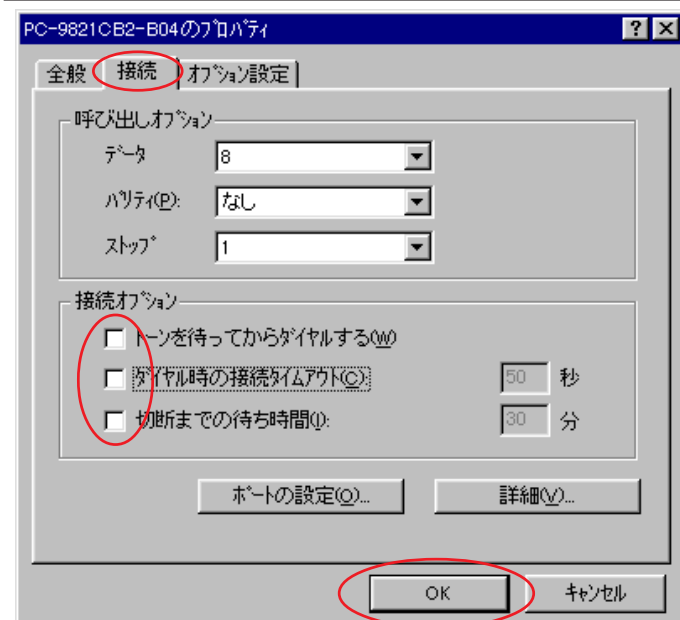 PC-9821CB2-B04のﾌﾟﾛﾊﾟﾃｨ
? ×
全般 接続 ｵﾌﾟｼｮﾝ設定
呼び出しｵﾌﾟｼｮﾝ
ﾃﾞｰﾀ 8
ﾊﾟﾘﾃｨ(P): なし
ｽﾄｯﾌﾟ 1
接続ｵﾌﾟｼｮﾝ
ﾄｰﾝを待ってからﾀﾞｲﾔﾙする(W)
ﾀﾞｲﾔﾙ時の接続ﾀｲﾑｱｳﾄ(C): 50 秒
切断までの待ち時間(I): 30 分
ﾎﾟｰﾄの設定(O)... 詳細(V)...
OK ｷｬﾝｾﾙ